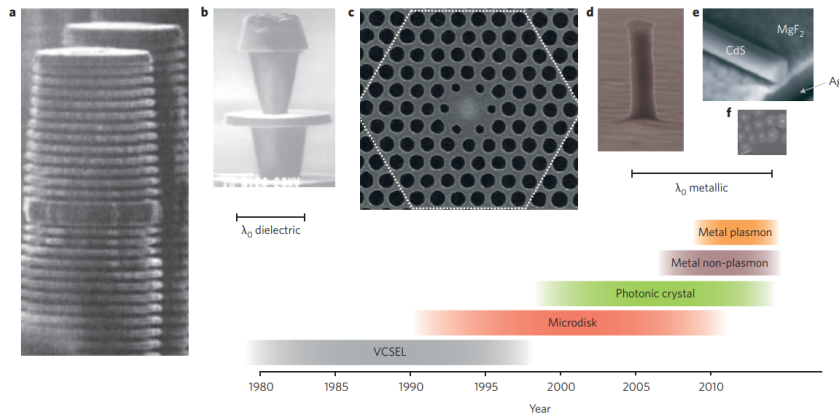 a
b
c
d
e
MgF2
CdS
Ag
f
λ0 metallic
λ0 dielectric
Metal plasmon
Metal non-plasmon
Photonic crystal
Microdisk
VCSEL
1980 1985 1990 1995 2000 2005 2010
Year